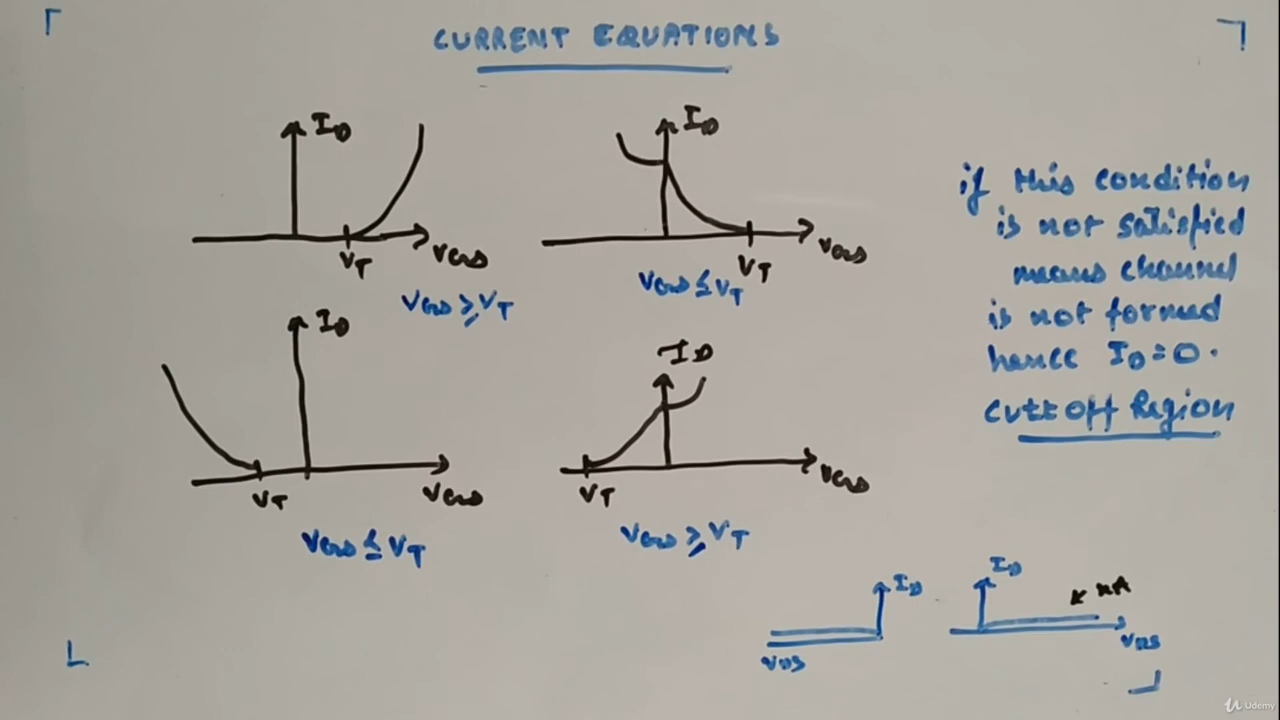 CURRENT EQUATIONS
ID
VGS
VT
VGS ≥ VT
ID
VGS
VT
VGS ≤ VT
if this condition
is not satisfied
means channel
is not formed
hence ID = 0.
cutt off Region
ID
VT
VGS
VGS ≤ VT
ID
VT
VGS
VGS ≥ VT
ID
VDS
ID
nA
VDS
Udemy